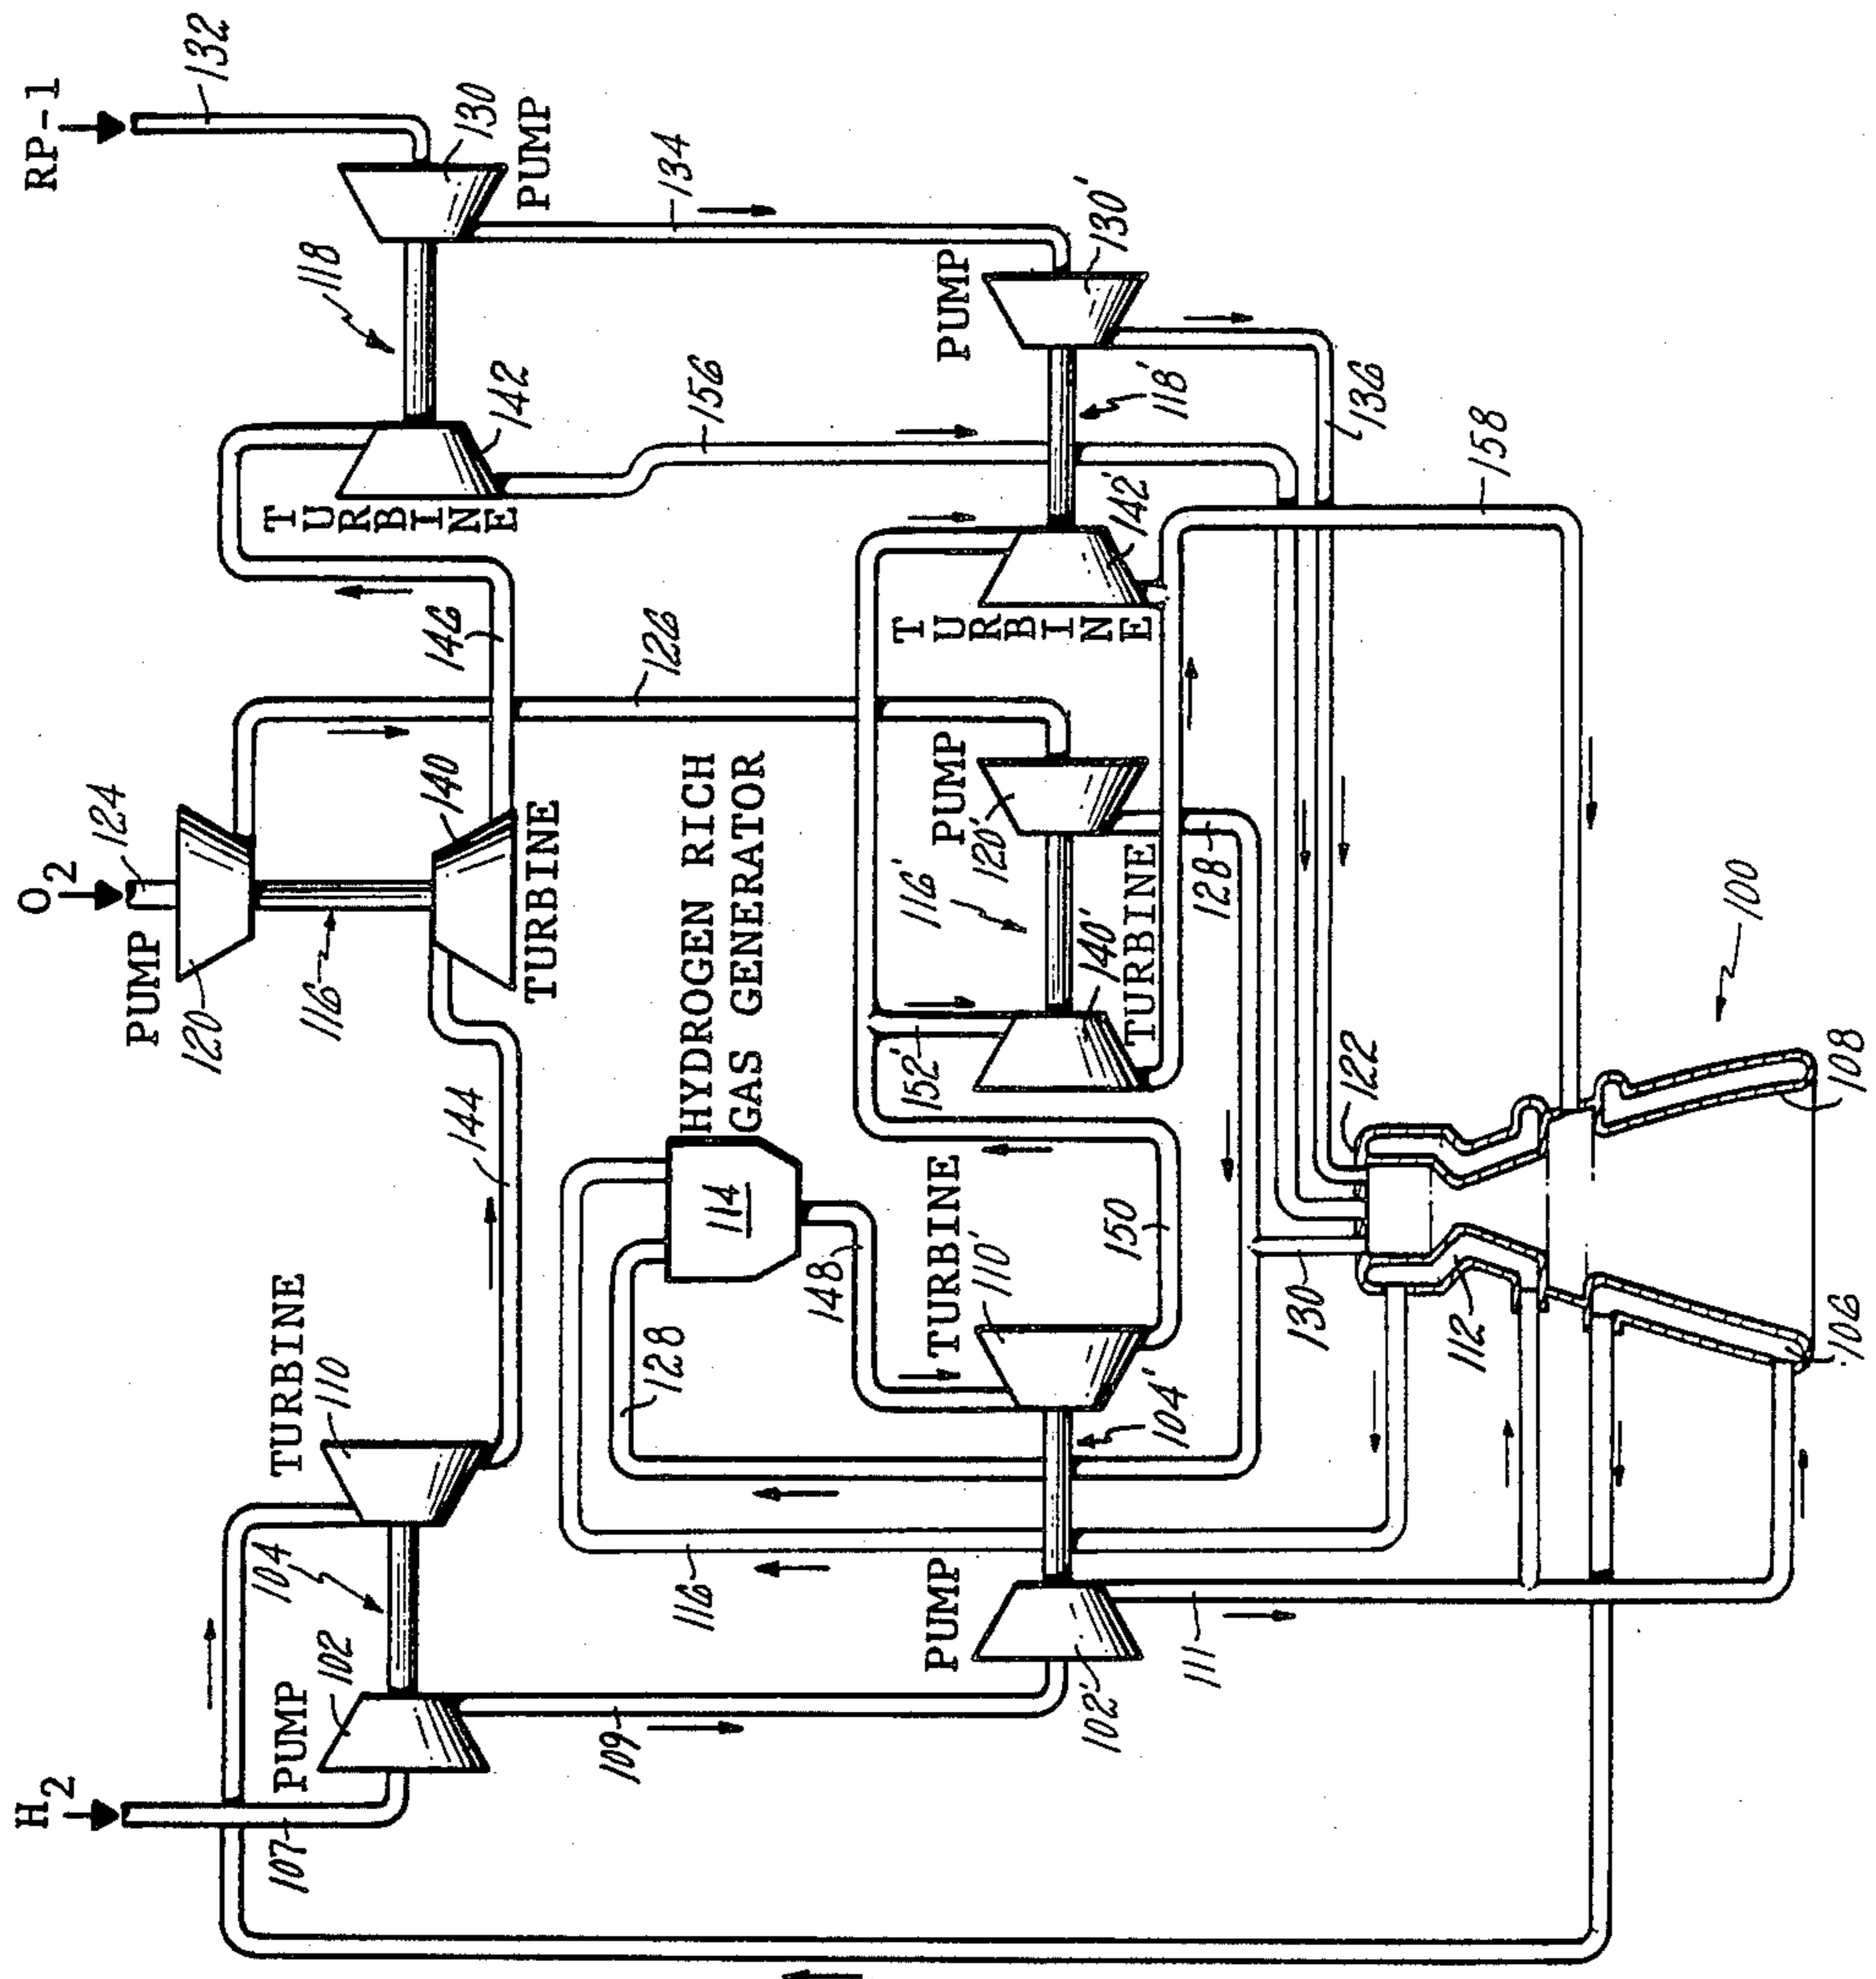 H2
O2
RP-1
107
PUMP
102
104
TURBINE
110
144
PUMP
120
124
116
140
TURBINE
146
126
TURBINE
142
118
156
PUMP
130
132
134
109
PUMP
102'
116
128
HYDROGEN RICH
GAS GENERATOR
114
148
TURBINE
110'
104'
150
152'
116'
140'
TURBINE
PUMP
120'
128
TURBINE
142'
118'
PUMP
130'
136
158
111
130
112
122
106
108
100